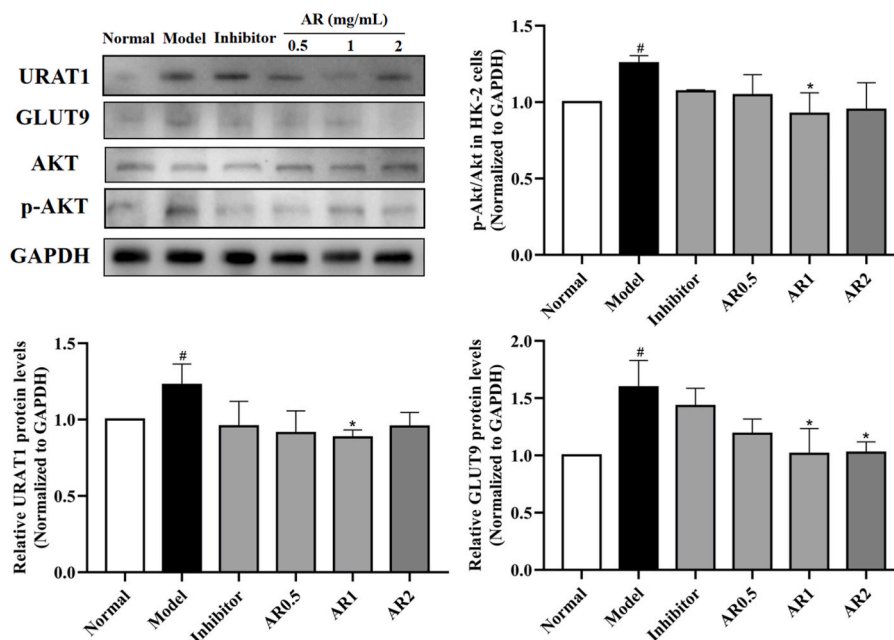 AR (mg/mL)
Normal Model Inhibitor 0.5 1 2
URAT1
GLUT9
AKT
p-AKT
GAPDH
p-Akt/Akt in HK-2 cells
(Normalized to GAPDH)
1.5
1.0
0.5
0.0
#
*
Normal
Model
Inhibitor
AR0.5
AR1
AR2
Relative URAT1 protein levels
(Normalized to GAPDH)
1.5
1.0
0.5
0.0
#
*
Normal
Model
Inhibitor
AR0.5
AR1
AR2
Relative GLUT9 protein levels
(Normalized to GAPDH)
2.0
1.5
1.0
0.5
0.0
#
*
*
Normal
Model
Inhibitor
AR0.5
AR1
AR2